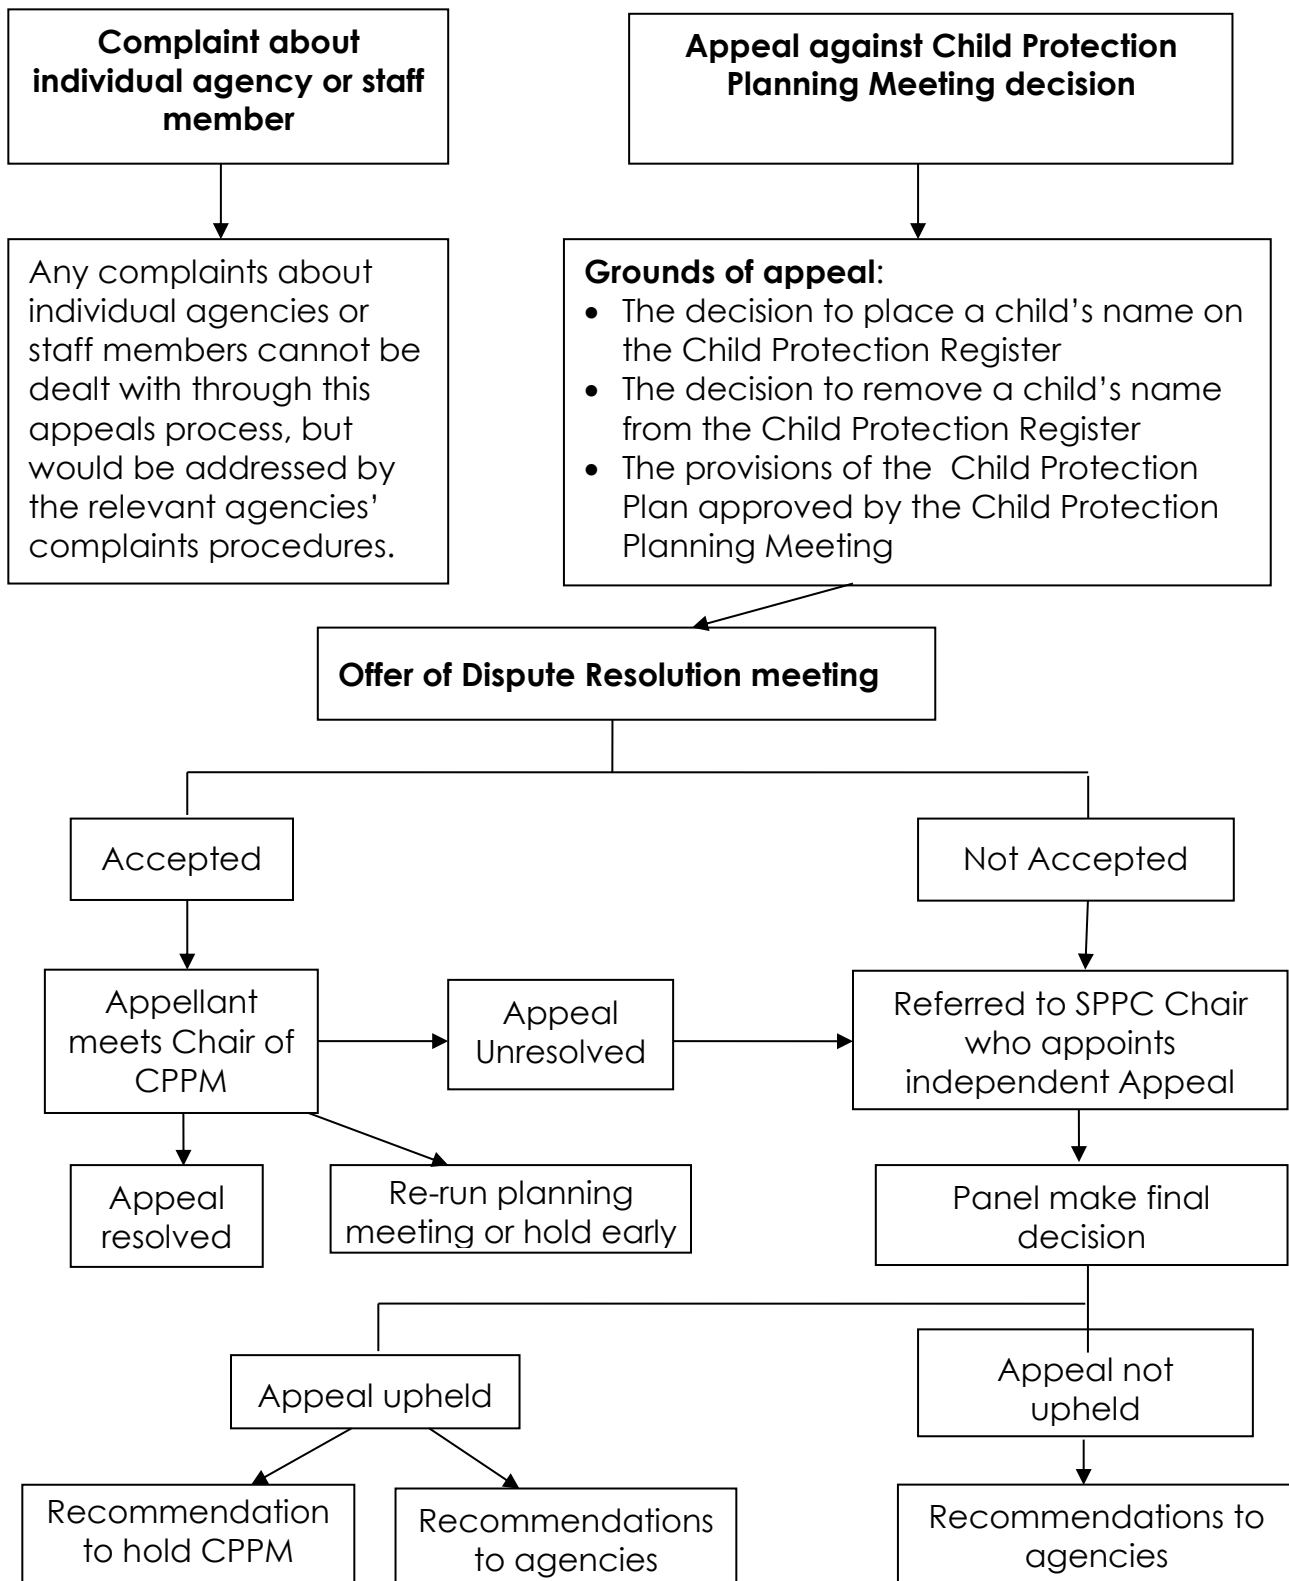 Complaint about
individual agency or staff
member
Appeal against Child Protection
Planning Meeting decision
Any complaints about
individual agencies or
staff members cannot be
dealt with through this
appeals process, but
would be addressed by
the relevant agencies’
complaints procedures.
Grounds of appeal:
• The decision to place a child’s name on
the Child Protection Register
• The decision to remove a child’s name
from the Child Protection Register
• The provisions of the  Child Protection
Plan approved by the Child Protection
Planning Meeting
Offer of Dispute Resolution meeting
Accepted
Not Accepted
Appellant
meets Chair of
CPPM
Appeal
Unresolved
Referred to SPPC Chair
who appoints
independent Appeal
Appeal
resolved
Re-run planning
meeting or hold early
Panel make final
decision
Appeal upheld
Appeal not
upheld
Recommendation
to hold CPPM
Recommendations
to agencies
Recommendations to
agencies